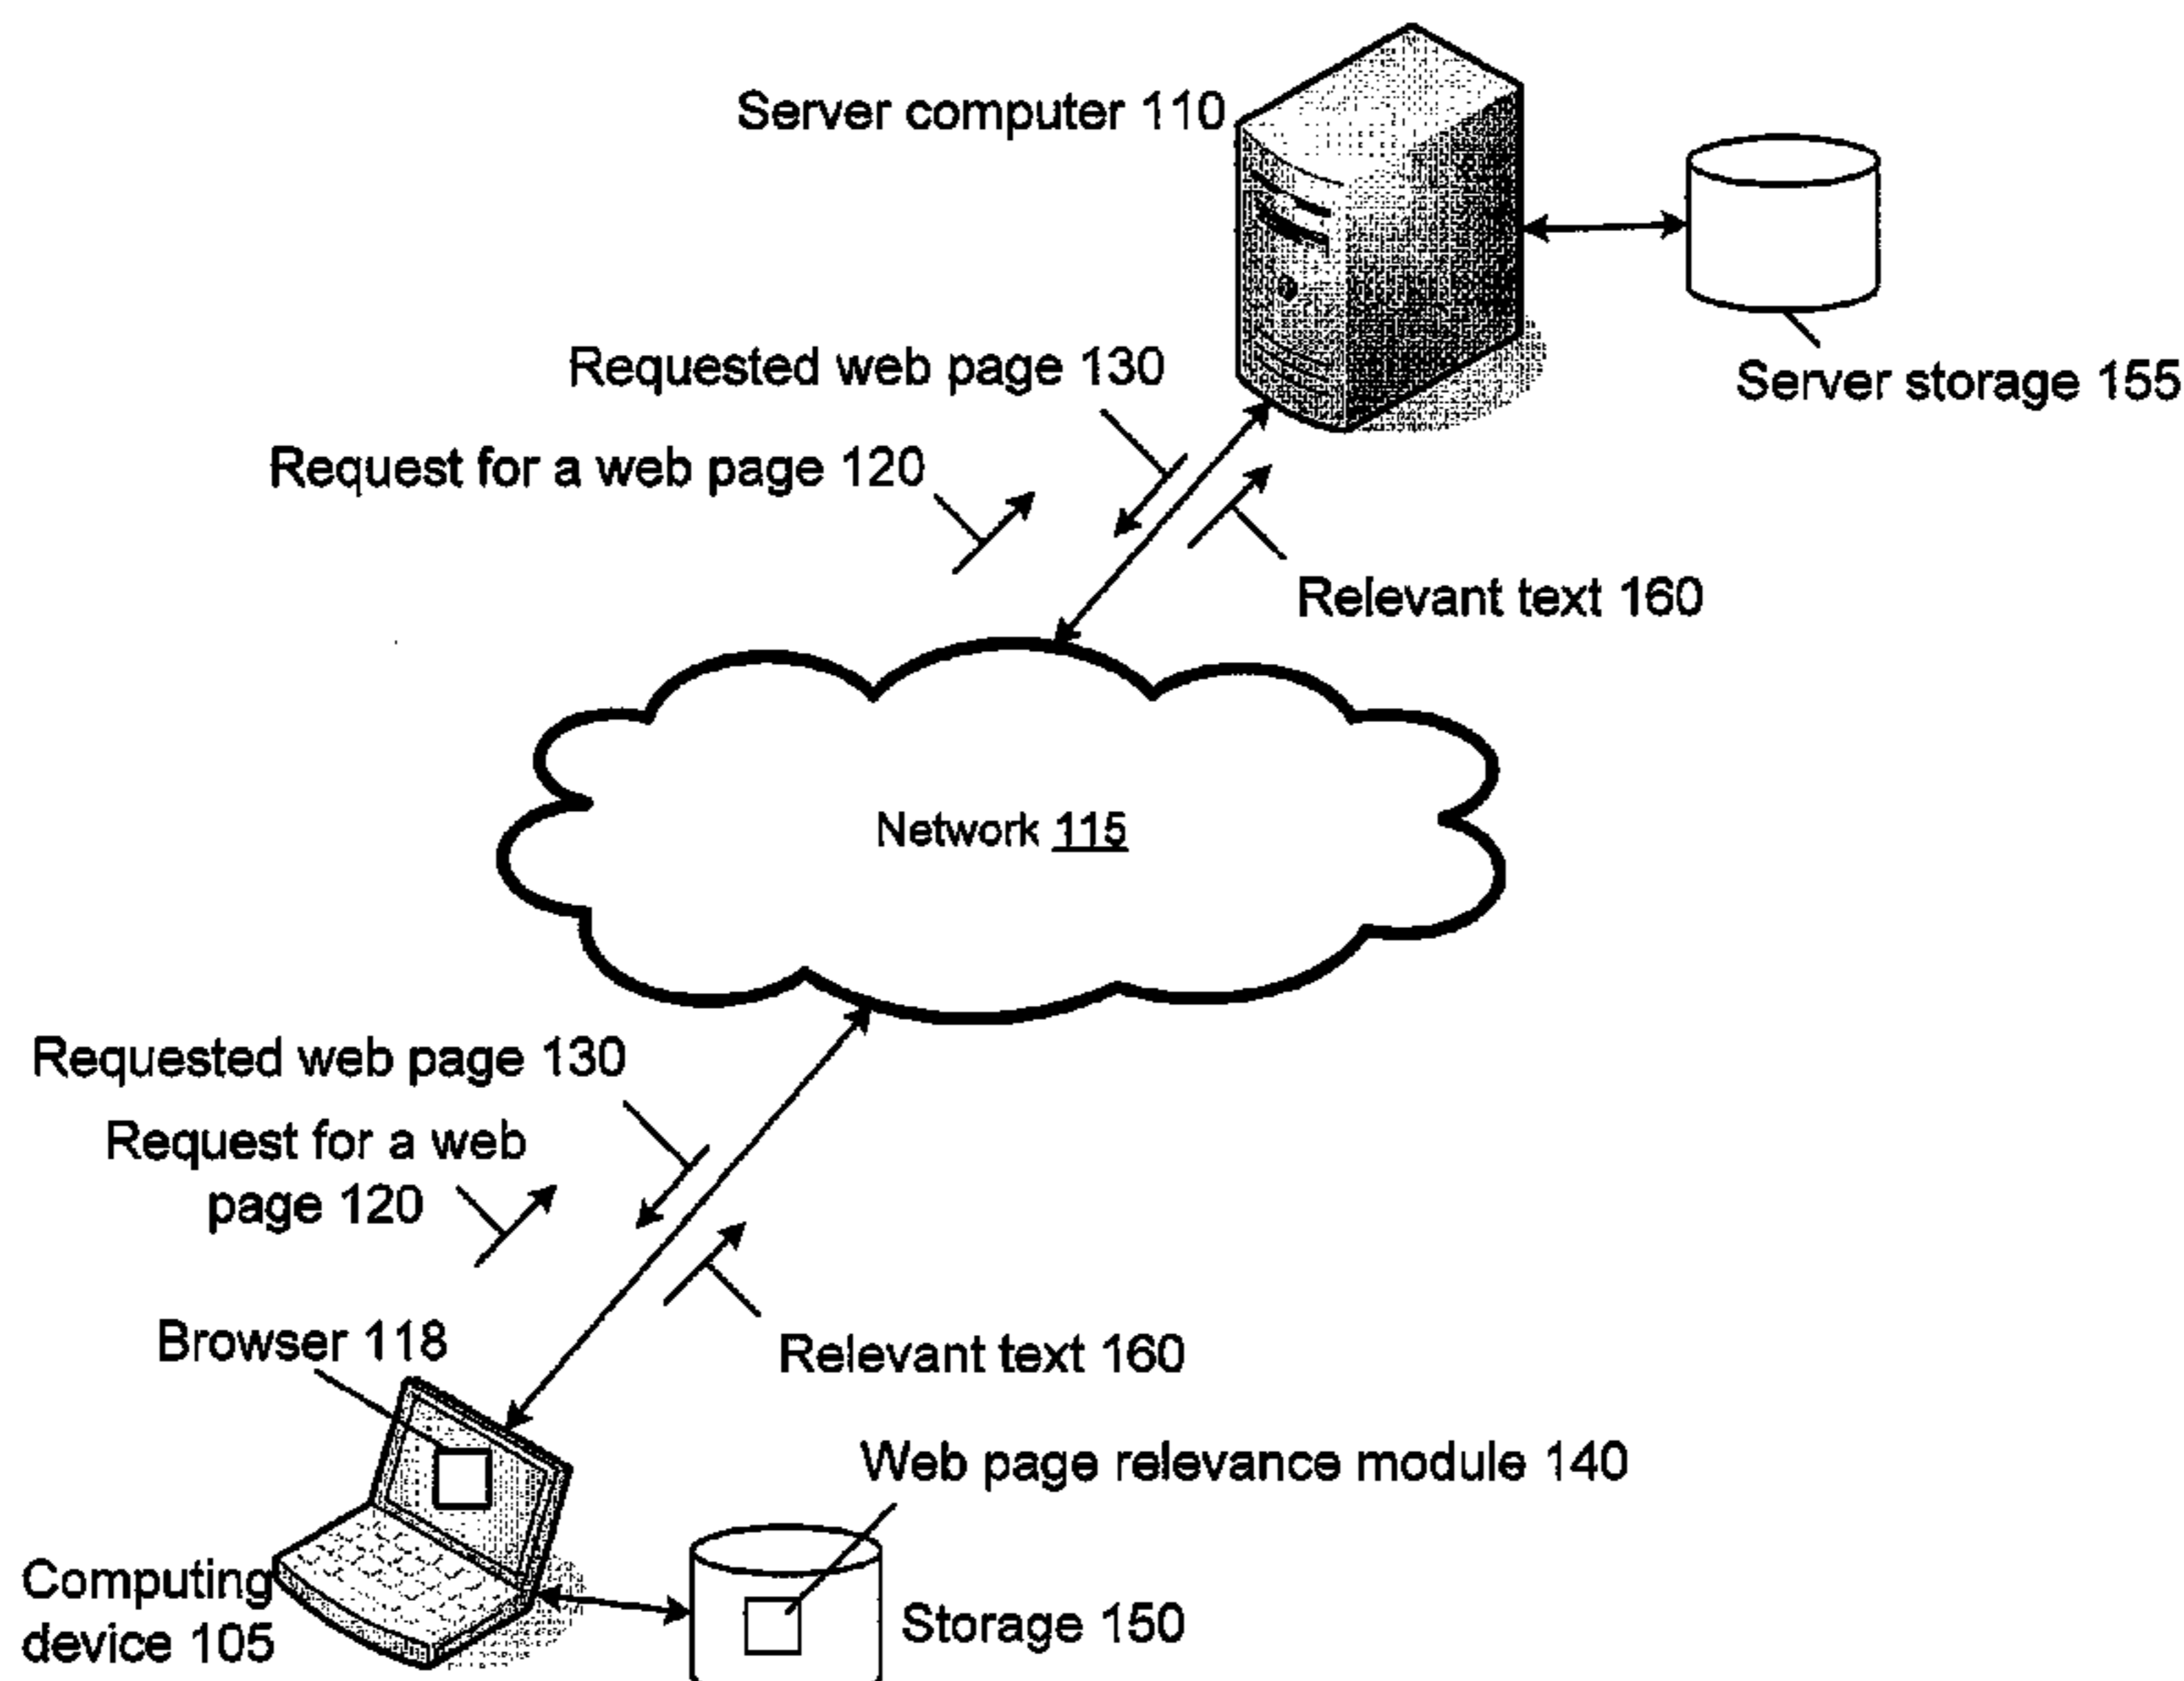 Server computer 110
Requested web page 130
Server storage 155
Request for a web page 120
Relevant text 160
Network 115
Requested web page 130
Request for a web
page 120
Browser 118
Relevant text 160
Web page relevance module 140
Computing
device 105
Storage 150